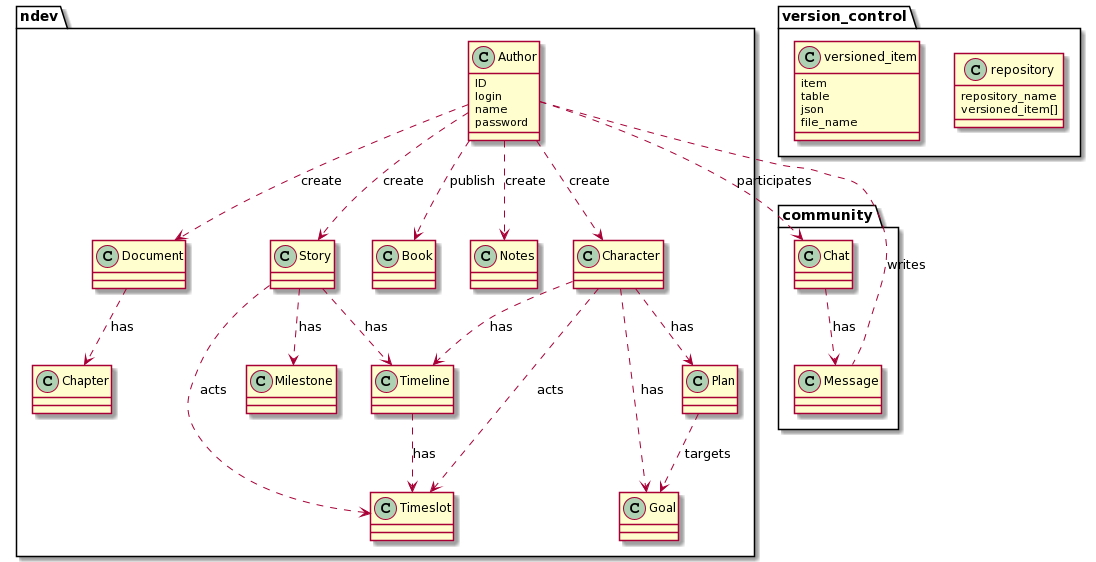 ndev
version_control
C Author
ID
login
name
password
C versioned_item
item
table
json
file_name
C repository
repository_name
versioned_item[]
create
create
publish
create
create
participates
community
C Document
C Story
C Book
C Notes
C Character
C Chat
writes
has
has
has
has
has
has
acts
acts
has
C Chapter
C Milestone
C Timeline
C Plan
C Message
has
targets
C Timeslot
C Goal